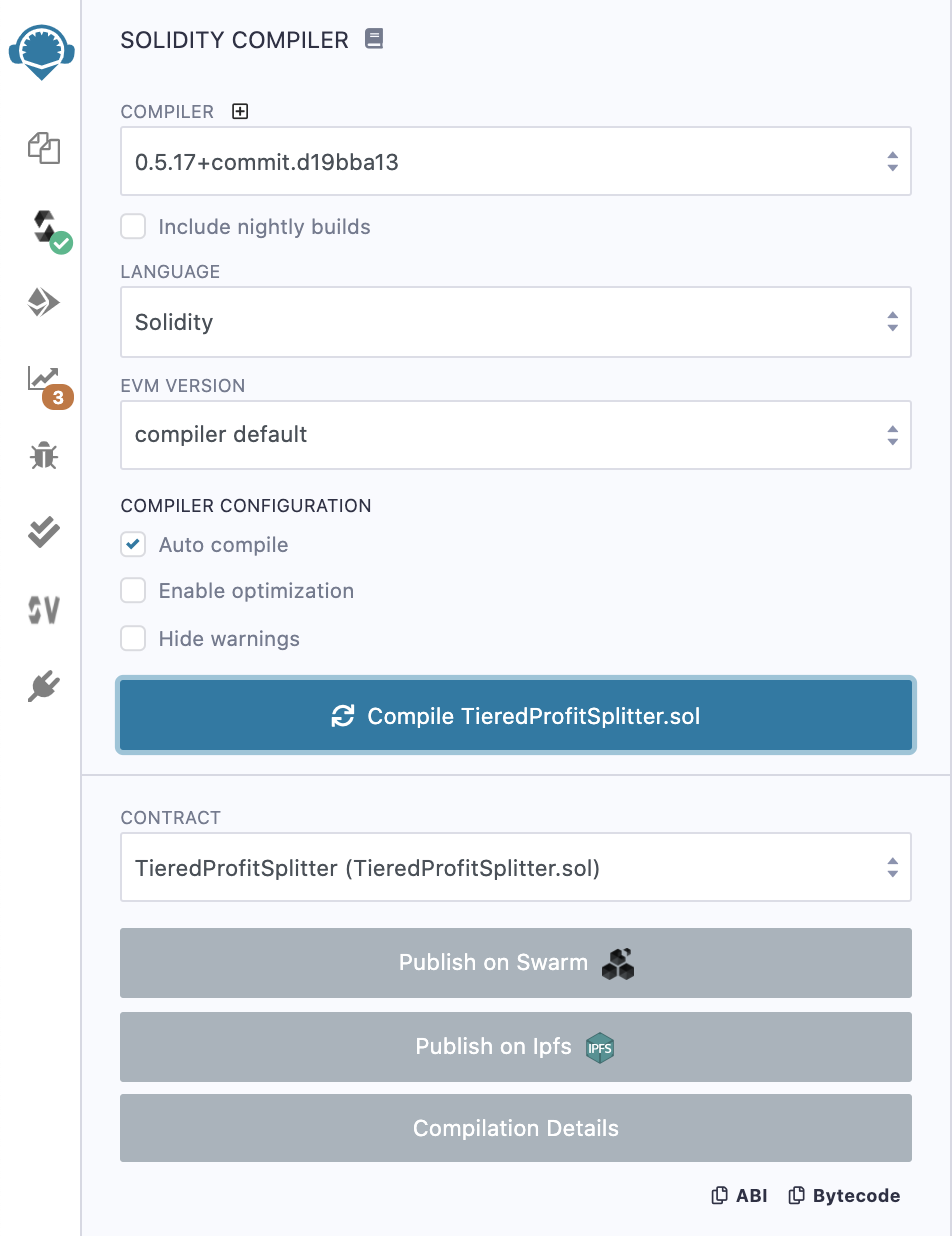 SOLIDITY COMPILER
COMPILER
0.5.17+commit.d19bba13
Include nightly builds
LANGUAGE
Solidity
EVM VERSION
compiler default
3
COMPILER CONFIGURATION
Auto compile
Enable optimization
Hide warnings
SV
Compile TieredProfitSplitter.sol
CONTRACT
TieredProfitSplitter (TieredProfitSplitter.sol)
Publish on Swarm
Publish on Ipfs IPFS
Compilation Details
ABI Bytecode